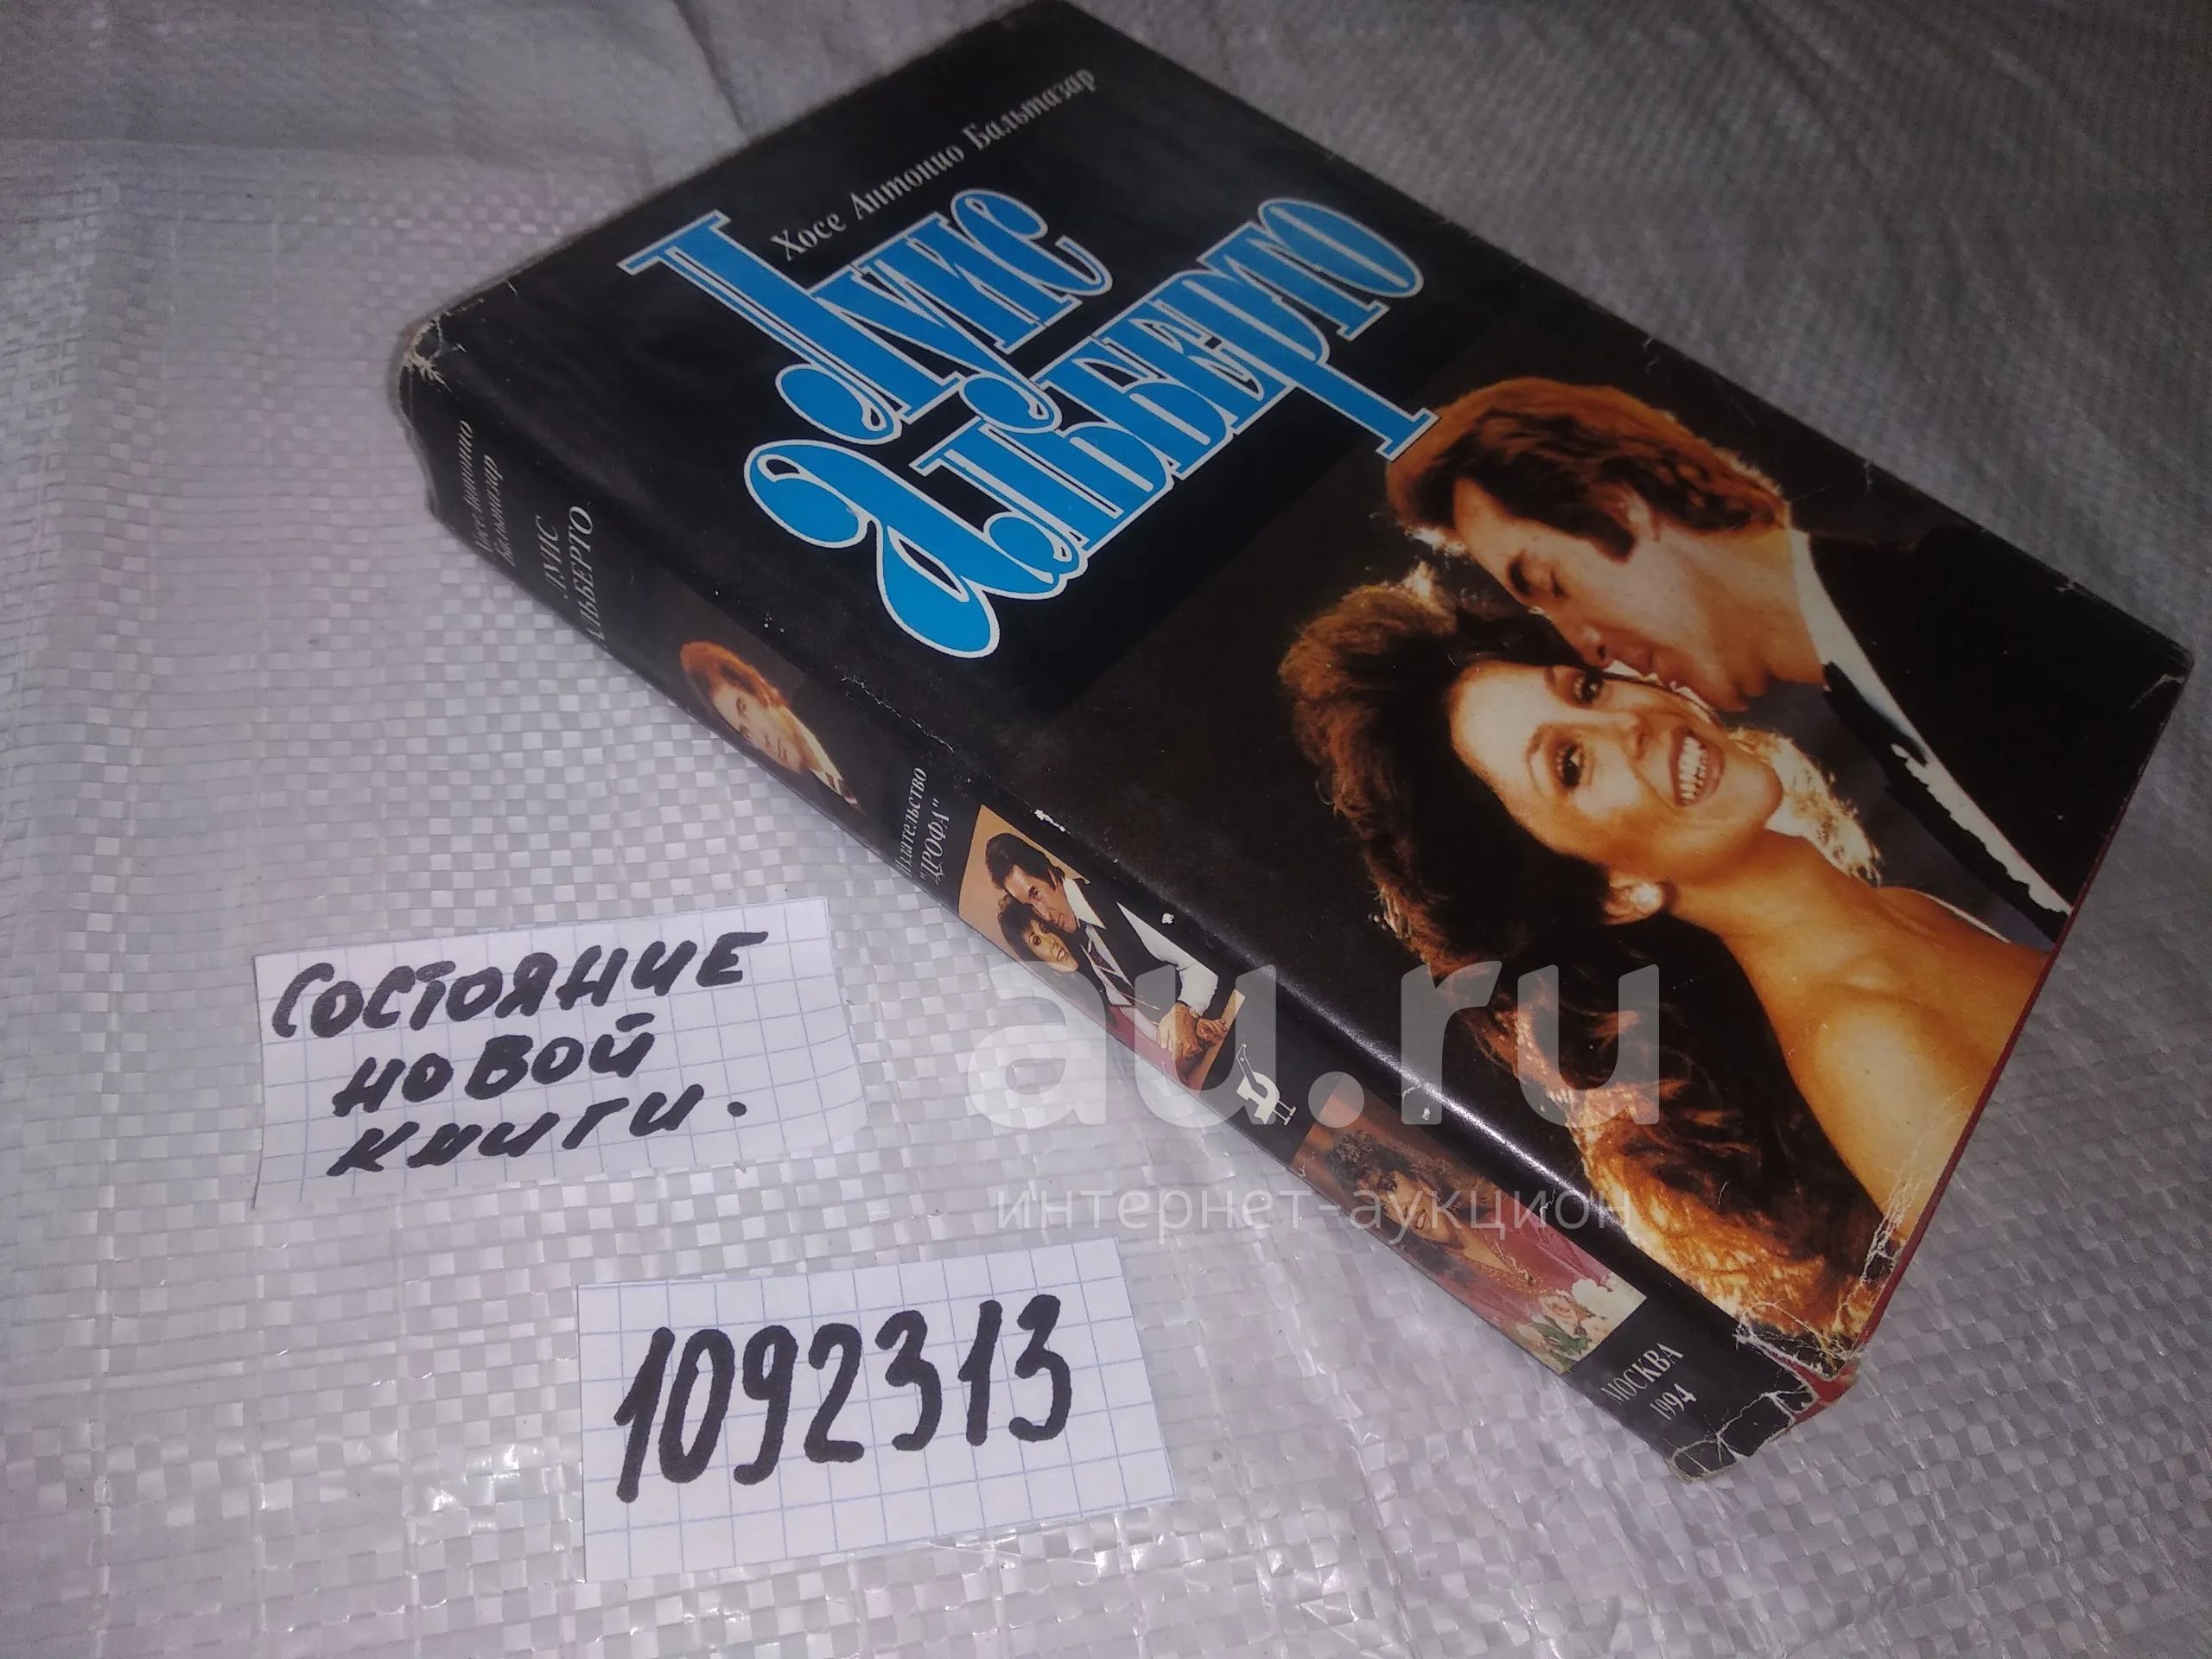 Хосе Антонио Бальтазар
Луис
Альберто
Хосе Антонио
Бальтазар
ЛУИС
АЛЬБЕРТО
Издательство
"ДРОФА"
МОСКВА
1994
СОСТОЯНИЕ
НОВОЙ
КНИГИ.
1092313
au.ru
интернет-аукцион